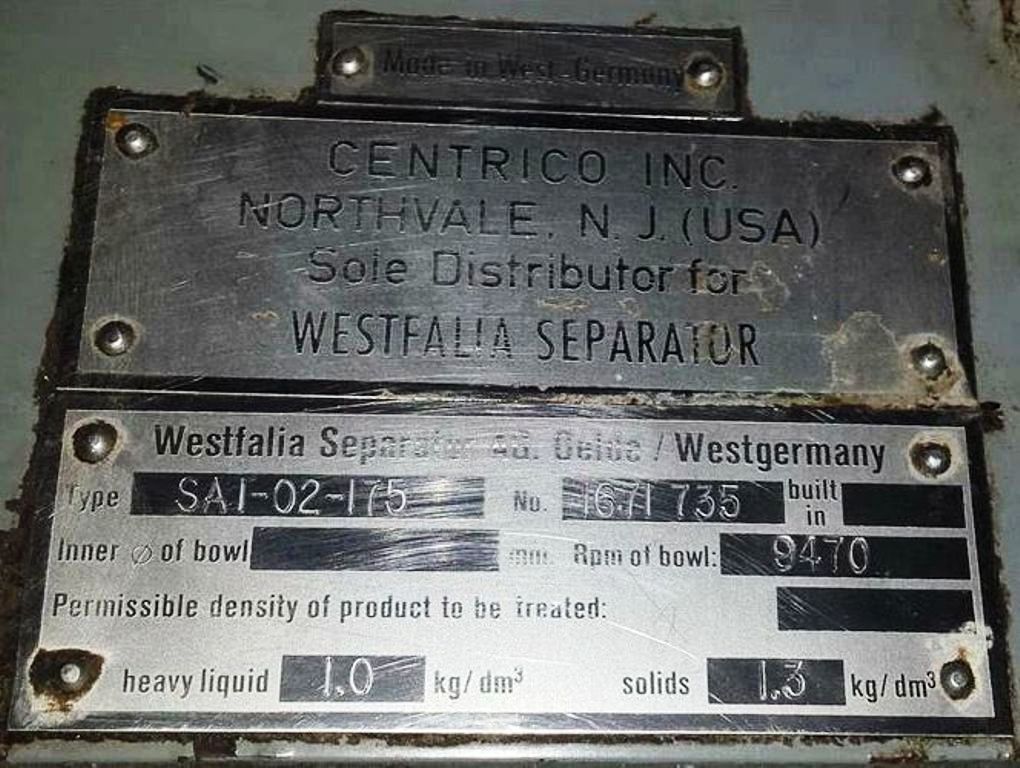 Made in West-Germany
CENTRICO INC.
NORTHVALE, N. J. (USA)
Sole Distributor for
WESTFALIA SEPARATOR
Westfalia Separator AG. Oelde / Westgermany
Type SA1-02-175 No. 1671 735 built in
Inner ∅ of bowl mm Rpm of bowl: 9470
Permissible density of product to be treated:
heavy liquid 1.0 kg/dm³ solids 1.3 kg/dm³